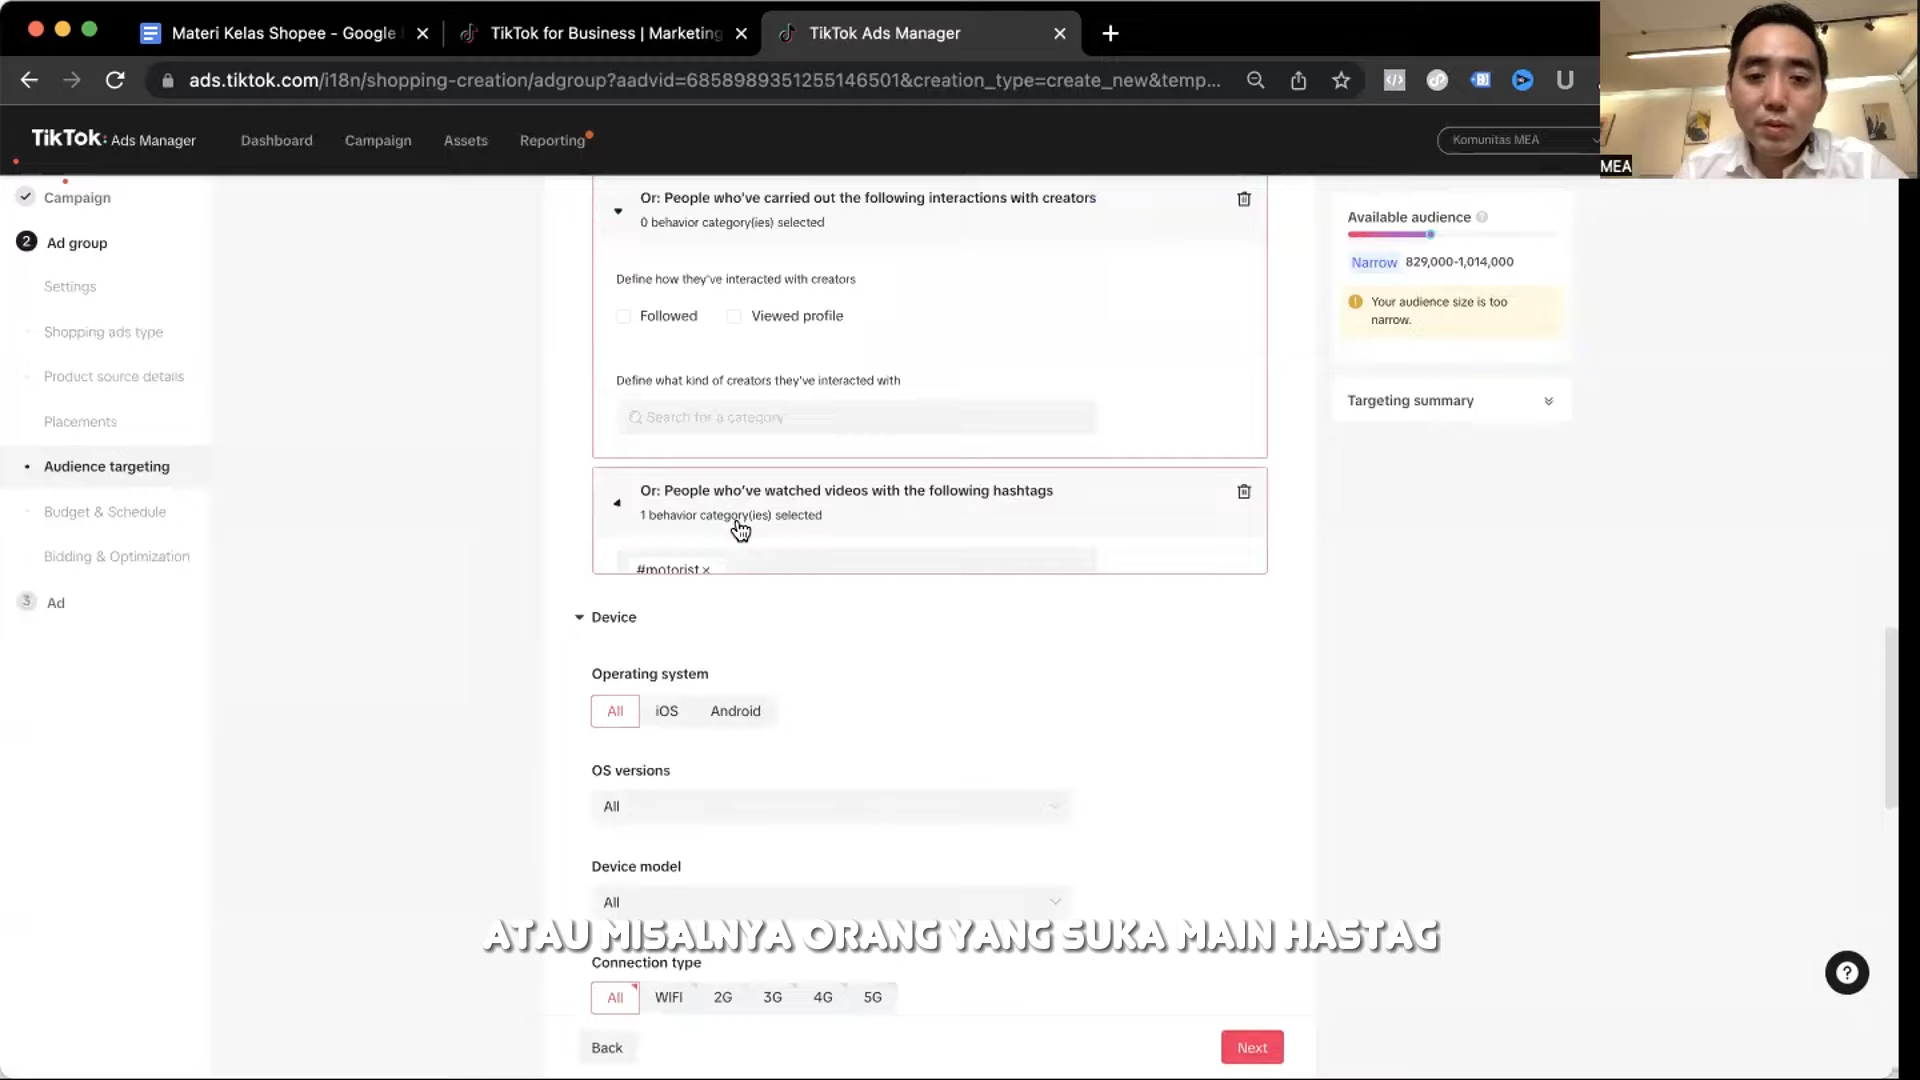 Materi Kelas Shopee - Google
TikTok for Business | Marketing
TikTok Ads Manager
ads.tiktok.com/i18n/shopping-creation/adgroup?aadvid=6858989351255146501&creation_type=create_new&temp...
TikTok: Ads Manager
Dashboard
Campaign
Assets
Reporting
Komunitas MEA
MEA
Campaign
2 Ad group
Settings
Shopping ads type
Product source details
Placements
Audience targeting
Budget & Schedule
Bidding & Optimization
3 Ad
Or: People who've carried out the following interactions with creators
0 behavior category(ies) selected
Define how they've interacted with creators
Followed
Viewed profile
Define what kind of creators they've interacted with
Search for a category
Or: People who've watched videos with the following hashtags
1 behavior category(ies) selected
#motorist ×
Device
Operating system
All
iOS
Android
OS versions
All
Device model
All
ATAU MISALNYA ORANG YANG SUKA MAIN HASTAG
Connection type
All
WIFI
2G
3G
4G
5G
Back
Next
Available audience
Narrow 829,000-1,014,000
Your audience size is too
narrow.
Targeting summary